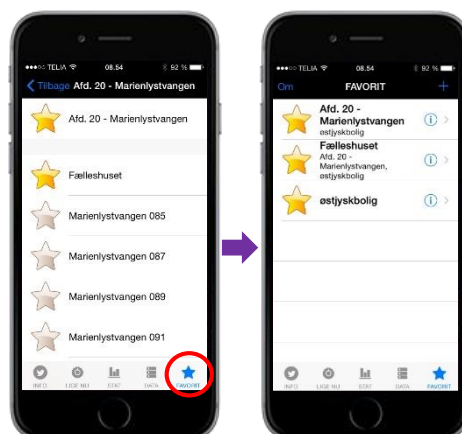 ●●●○○ TELIA 08.54 92 %
Tilbage Afd. 20 - Marienlystvangen
Afd. 20 - Marienlystvangen
Fælleshuset
Marienlystvangen 085
Marienlystvangen 087
Marienlystvangen 089
Marienlystvangen 091
INFO LIGE NU STAT DATA FAVORIT
●●●○○ TELIA 08.54 92 %
Om FAVORIT +
Afd. 20 -
Marienlystvangen
østjyskbolig
Fælleshuset
Afd. 20 -
Marienlystvangen,
østjyskbolig
østjyskbolig
INFO LIGE NU STAT DATA FAVORIT